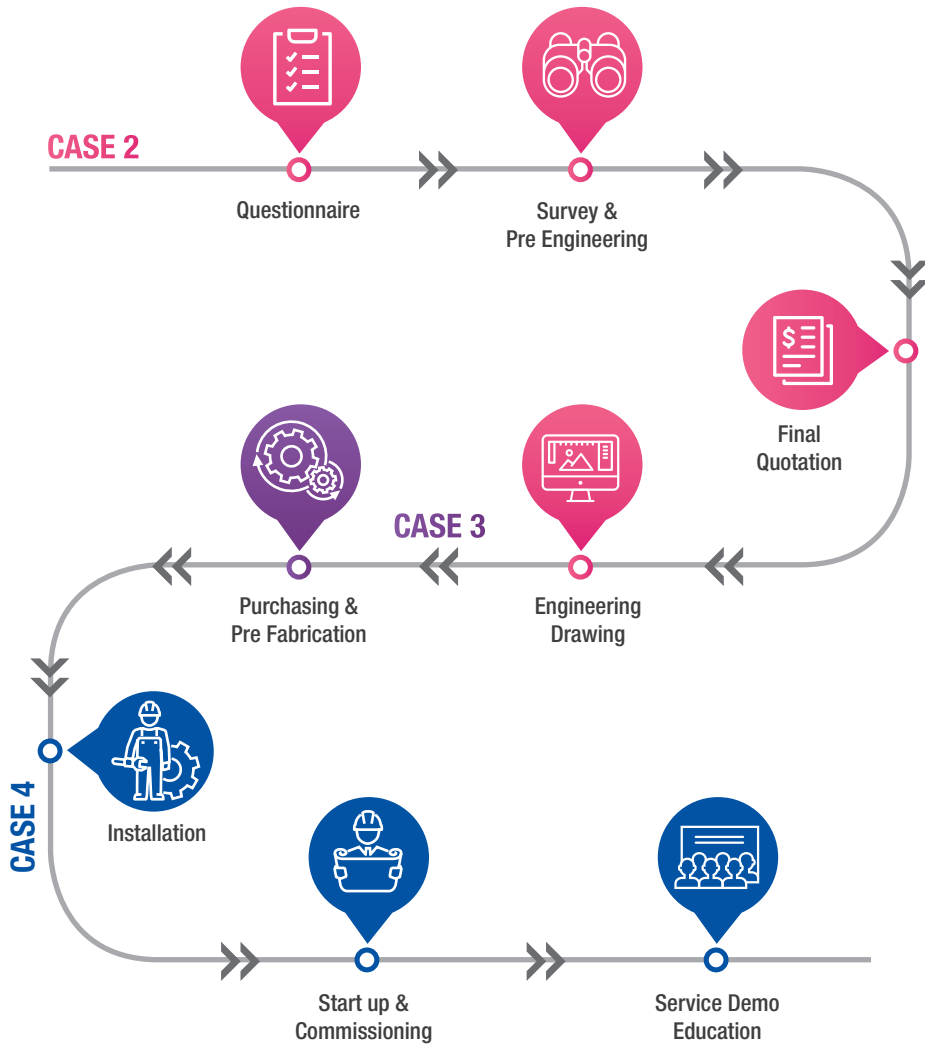 CASE 2
Questionnaire
Survey &
Pre Engineering
$
Final
Quotation
Engineering
Drawing
CASE 3
Purchasing &
Pre Fabrication
CASE 4
Installation
Start up &
Commissioning
Service Demo
Education